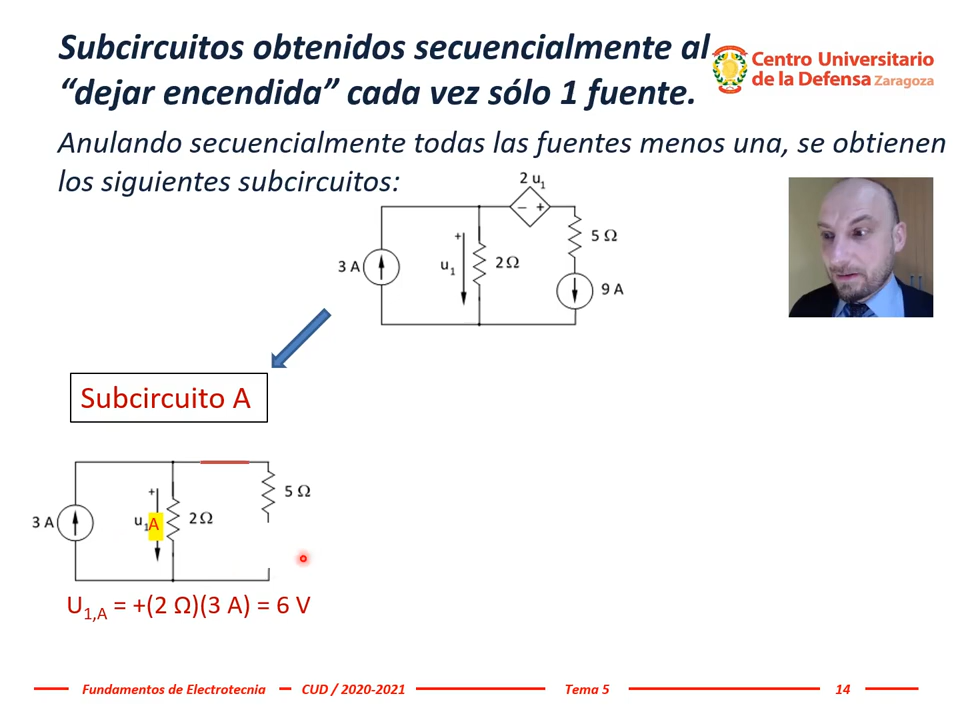 Subcircuitos obtenidos secuencialmente al
“dejar encendida” cada vez sólo 1 fuente.
Centro Universitario
de la Defensa Zaragoza
Anulando secuencialmente todas las fuentes menos una, se obtienen
los siguientes subcircuitos:
2 u₁
− +
5 Ω
3 A
+
u₁
2 Ω
9 A
Subcircuito A
+
5 Ω
3 A
u₁A
2 Ω
U₁,A = +(2 Ω)(3 A) = 6 V
Fundamentos de Electrotecnia
CUD / 2020-2021
Tema 5
14